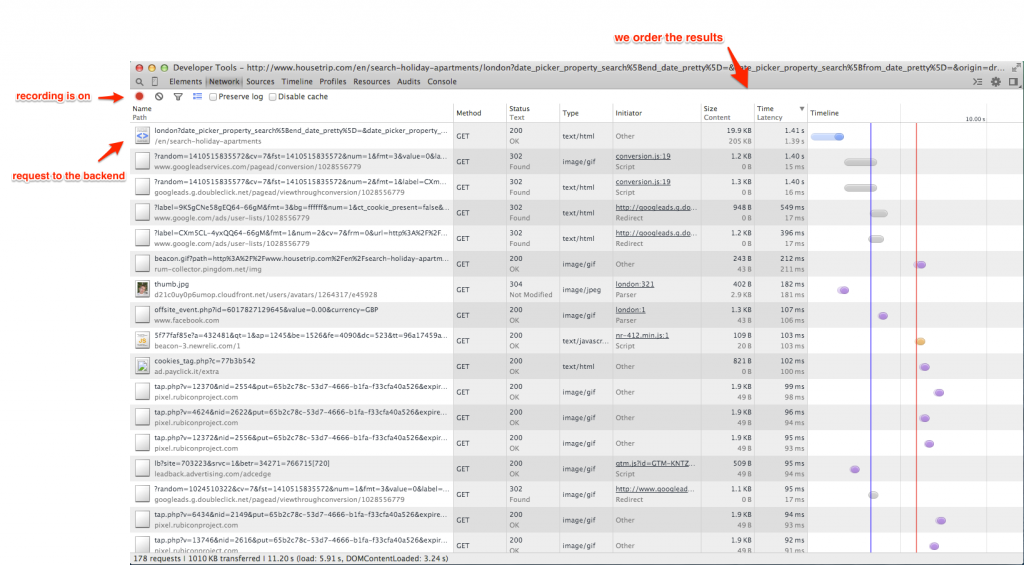 we order the results
Developer Tools - http://www.housetrip.com/en/search-holiday-apartments/london?date_picker_property_search%5Bend_date_pretty%5D=&date_picker_property_search%5Bfrom_date_pretty%5D=&origin=dr...
Elements Network Sources Timeline Profiles Resources Audits Console
recording is on
Preserve log Disable cache
Name Method Status Type Initiator Size Time Timeline
Path Text Content Latency 10.00 s
london?date_picker_property_search%5Bend_date_pretty%5D=&date_picker_property_... GET 200 text/html Other 19.9 KB 1.41 s
/en/search-holiday-apartments OK 205 KB 1.39 s
request to the backend
?random=1410515835572&cv=7&fst=1410515835572&num=1&fmt=3&value=0&la... GET 302 image/gif conversion.js:19 1.2 KB 1.40 s
www.googleadservices.com/pagead/conversion/1028556779 Found Script 0 B 15 ms
?random=1410515835577&cv=7&fst=1410515835577&num=2&fmt=1&label=CXm... GET 302 text/html conversion.js:19 1.3 KB 1.40 s
googleads.g.doubleclick.net/pagead/viewthroughconversion/1028556779 Found Script 0 B 16 ms
?label=9KSgCNe58gEQ64-66gM&fmt=3&bg=ffffff&num=1&ct_cookie_present=false&... GET 302 text/html http://googleads.g.do... 948 B 549 ms
www.google.com/ads/user-lists/1028556779 Found Redirect 0 B 17 ms
?label=CXm5CL-4yxQQ64-66gM&fmt=1&num=2&cv=7&frm=0&url=http%3A%2F%2F... GET 302 text/html http://googleads.g.do... 1.2 KB 396 ms
www.google.com/ads/user-lists/1028556779 Found Redirect 0 B 17 ms
beacon.gif?path=http%3A%2F%2Fwww.housetrip.com%2Fen%2Fsearch-holiday-apartm... GET 200 image/gif Other 243 B 212 ms
rum-collector.pingdom.net/img OK 43 B 211 ms
thumb.jpg GET 304 image/jpeg london:321 402 B 182 ms
d21c0uy0p6umop.cloudfront.net/users/avatars/1264317/e45928 Not Modified Parser 2.9 KB 181 ms
offsite_event.php?id=6017827129645&value=0.00&currency=GBP GET 200 image/gif london:1 1.3 KB 107 ms
www.facebook.com OK Parser 43 B 106 ms
5f77faf85e?a=432481&qt=1&ap=1245&be=1526&fe=4090&dc=523&tt=96a17459a... GET 200 text/javascr... nr-412.min.js:1 109 B 103 ms
beacon-3.newrelic.com/1 OK Script 20 B 103 ms
cookies_tag.php?c=77b3b542 GET 200 text/html Other 821 B 102 ms
ad.payclick.it/extra OK 0 B 100 ms
tap.php?v=12370&nid=2554&put=65b2c78c-53d7-4666-b1fa-f33cfa40a526&expire... GET 200 image/gif Other 1.9 KB 99 ms
pixel.rubiconproject.com OK 49 B 98 ms
tap.php?v=4624&nid=2622&put=65b2c78c-53d7-4666-b1fa-f33cfa40a526&expire... GET 200 image/gif Other 1.9 KB 96 ms
pixel.rubiconproject.com OK 49 B 94 ms
tap.php?v=12372&nid=2556&put=65b2c78c-53d7-4666-b1fa-f33cfa40a526&expire... GET 200 image/gif Other 1.9 KB 95 ms
pixel.rubiconproject.com OK 49 B 94 ms
lb?site=703223&srvc=1&betr=34271=766715[720] GET 200 image/gif gtm.js?id=GTM-KNTZ... 509 B 95 ms
leadback.advertising.com/adcedge OK Script 49 B 94 ms
?random=1024510322&cv=7&fst=1410515835572&num=1&fmt=3&value=0&label=... GET 302 image/gif http://www.googlead... 1.1 KB 95 ms
googleads.g.doubleclick.net/pagead/viewthroughconversion/1028556779 Found Redirect 0 B 17 ms
tap.php?v=6434&nid=2149&put=65b2c78c-53d7-4666-b1fa-f33cfa40a526&expire... GET 200 image/gif Other 1.9 KB 94 ms
pixel.rubiconproject.com OK 49 B 94 ms
tap.php?v=13746&nid=2616&put=65b2c78c-53d7-4666-b1fa-f33cfa40a526&expire... GET 200 image/gif Other 1.9 KB 92 ms
pixel.rubiconproject.com OK 49 B 91 ms
178 requests | 1010 KB transferred | 11.20 s (load: 5.91 s, DOMContentLoaded: 3.24 s)